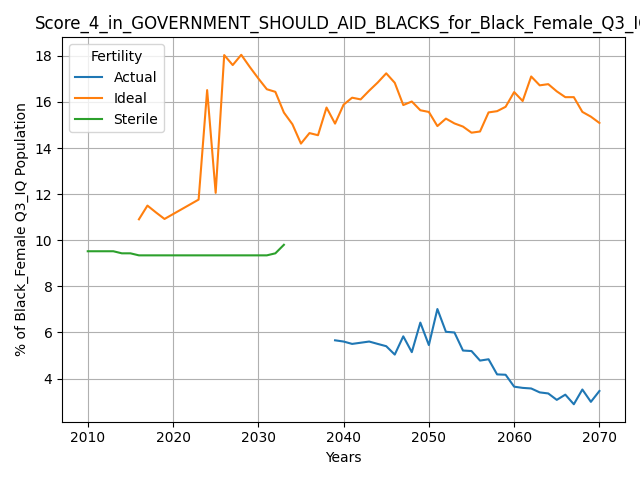 Score_4_in_GOVERNMENT_SHOULD_AID_BLACKS_for_Black_Female_Q3_IQ
Fertility
Actual
Ideal
Sterile
% of Black_Female Q3_IQ Population
18
16
14
12
10
8
6
4
2010 2020 2030 2040 2050 2060 2070
Years